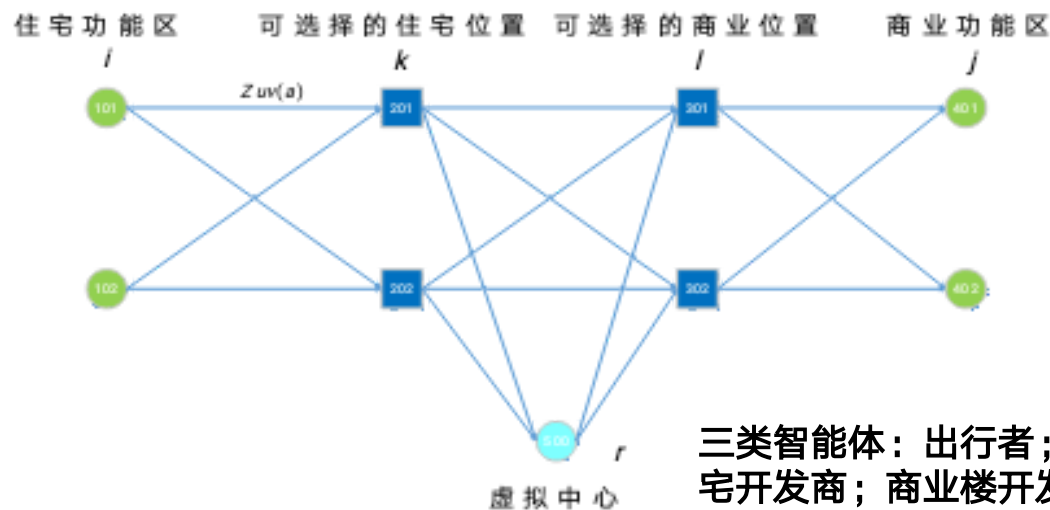 住宅功能区 可选择的住宅位置 可选择的商业位置 商业功能区
i k l j
Z uv(a)
101 201 301 401
102 202 302 402
500 r
虚拟中心
三类智能体：出行者；
宅开发商；商业楼开发